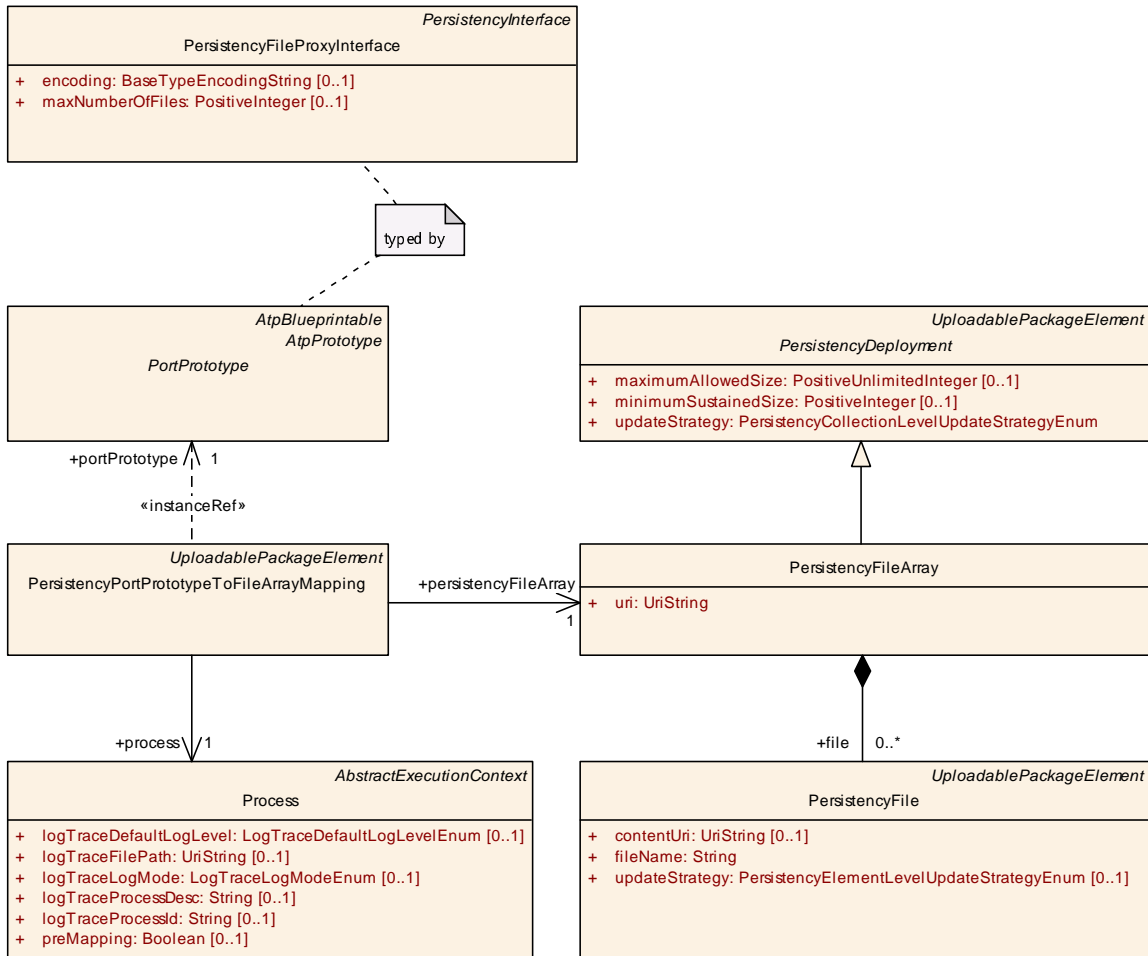 PersistencyInterface
PersistencyFileProxyInterface
+ encoding: BaseTypeEncodingString [0..1]
+ maxNumberOfFiles: PositiveInteger [0..1]
typed by
AtpBlueprintable
AtpPrototype
PortPrototype
UploadablePackageElement
PersistencyDeployment
+ maximumAllowedSize: PositiveUnlimitedInteger [0..1]
+ minimumSustainedSize: PositiveInteger [0..1]
+ updateStrategy: PersistencyCollectionLevelUpdateStrategyEnum
+portPrototype 1
«instanceRef»
UploadablePackageElement
PersistencyPortPrototypeToFileArrayMapping
+persistencyFileArray
1
PersistencyFileArray
+ uri: UriString
+process 1
+file 0..*
AbstractExecutionContext
Process
+ logTraceDefaultLogLevel: LogTraceDefaultLogLevelEnum [0..1]
+ logTraceFilePath: UriString [0..1]
+ logTraceLogMode: LogTraceLogModeEnum [0..1]
+ logTraceProcessDesc: String [0..1]
+ logTraceProcessId: String [0..1]
+ preMapping: Boolean [0..1]
UploadablePackageElement
PersistencyFile
+ contentUri: UriString [0..1]
+ fileName: String
+ updateStrategy: PersistencyElementLevelUpdateStrategyEnum [0..1]